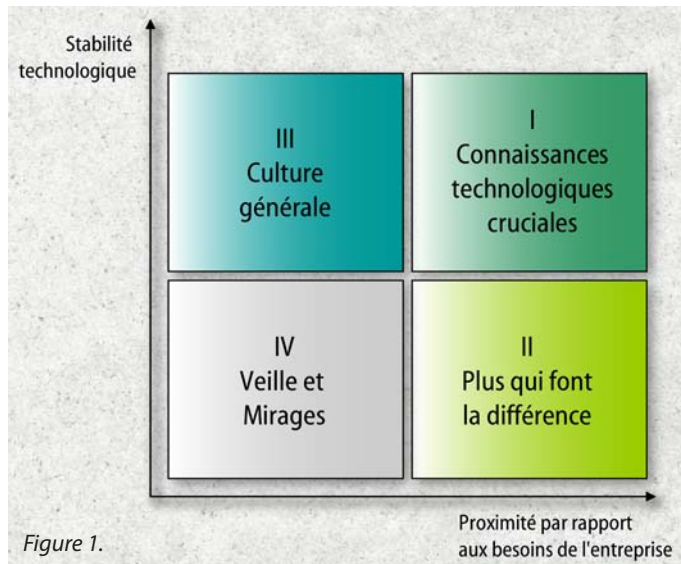 Stabilité
technologique
III
Culture
générale
I
Connaissances
technologiques
cruciales
IV
Veille et
Mirages
II
Plus qui font
la différence
Figure 1.
Proximité par rapport
aux besoins de l'entreprise